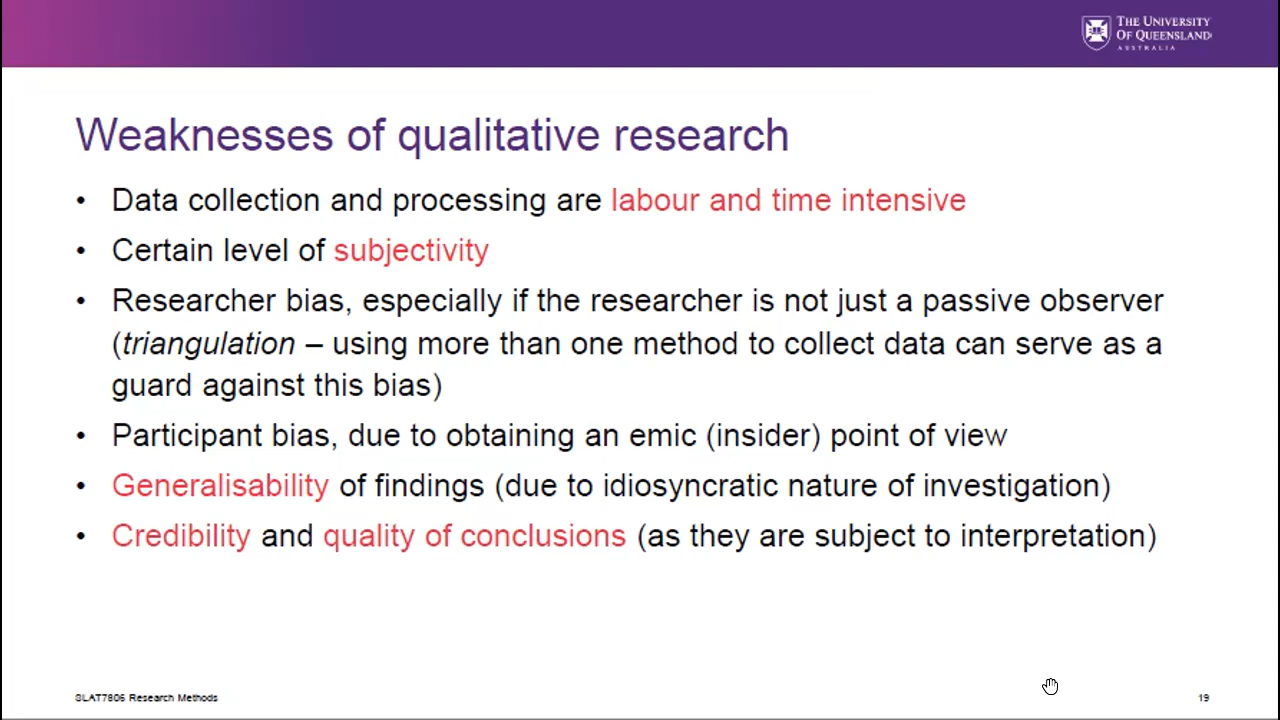 THE UNIVERSITY
OF QUEENSLAND
AUSTRALIA
Weaknesses of qualitative research
• Data collection and processing are labour and time intensive
• Certain level of subjectivity
• Researcher bias, especially if the researcher is not just a passive observer
(triangulation – using more than one method to collect data can serve as a
guard against this bias)
• Participant bias, due to obtaining an emic (insider) point of view
• Generalisability of findings (due to idiosyncratic nature of investigation)
• Credibility and quality of conclusions (as they are subject to interpretation)
SLAT7806 Research Methods
19